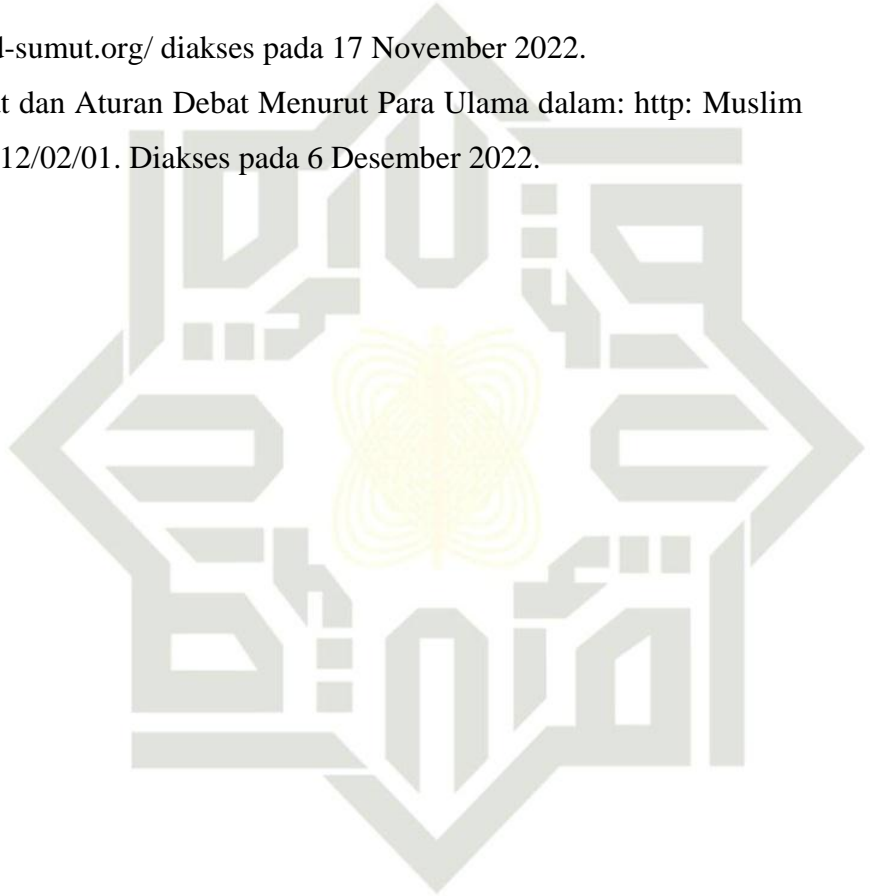 d-sumut.org/ diakses pada 17 November 2022.
t dan Aturan Debat Menurut Para Ulama dalam: http: Muslim
12/02/01. Diakses pada 6 Desember 2022.